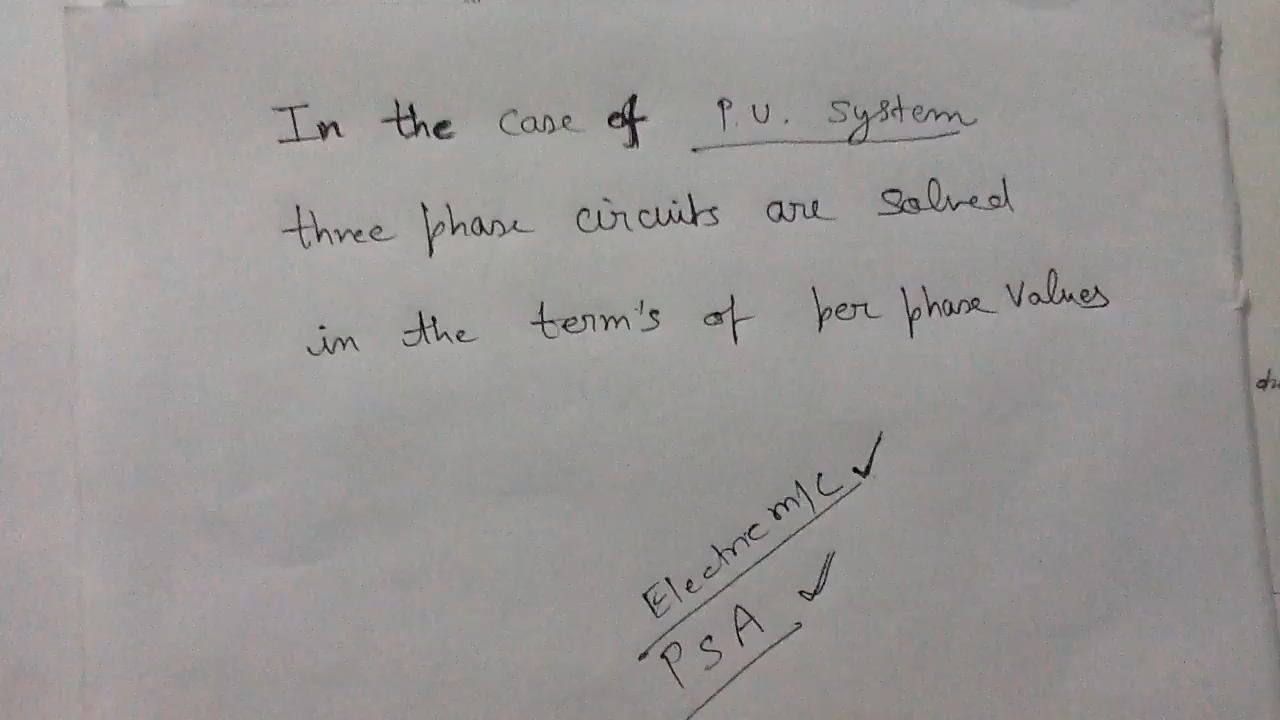 In the case of P.U. system
three phase circuits are solved
in the term's of per phase values
Electric m/c ✓
PSA ✓